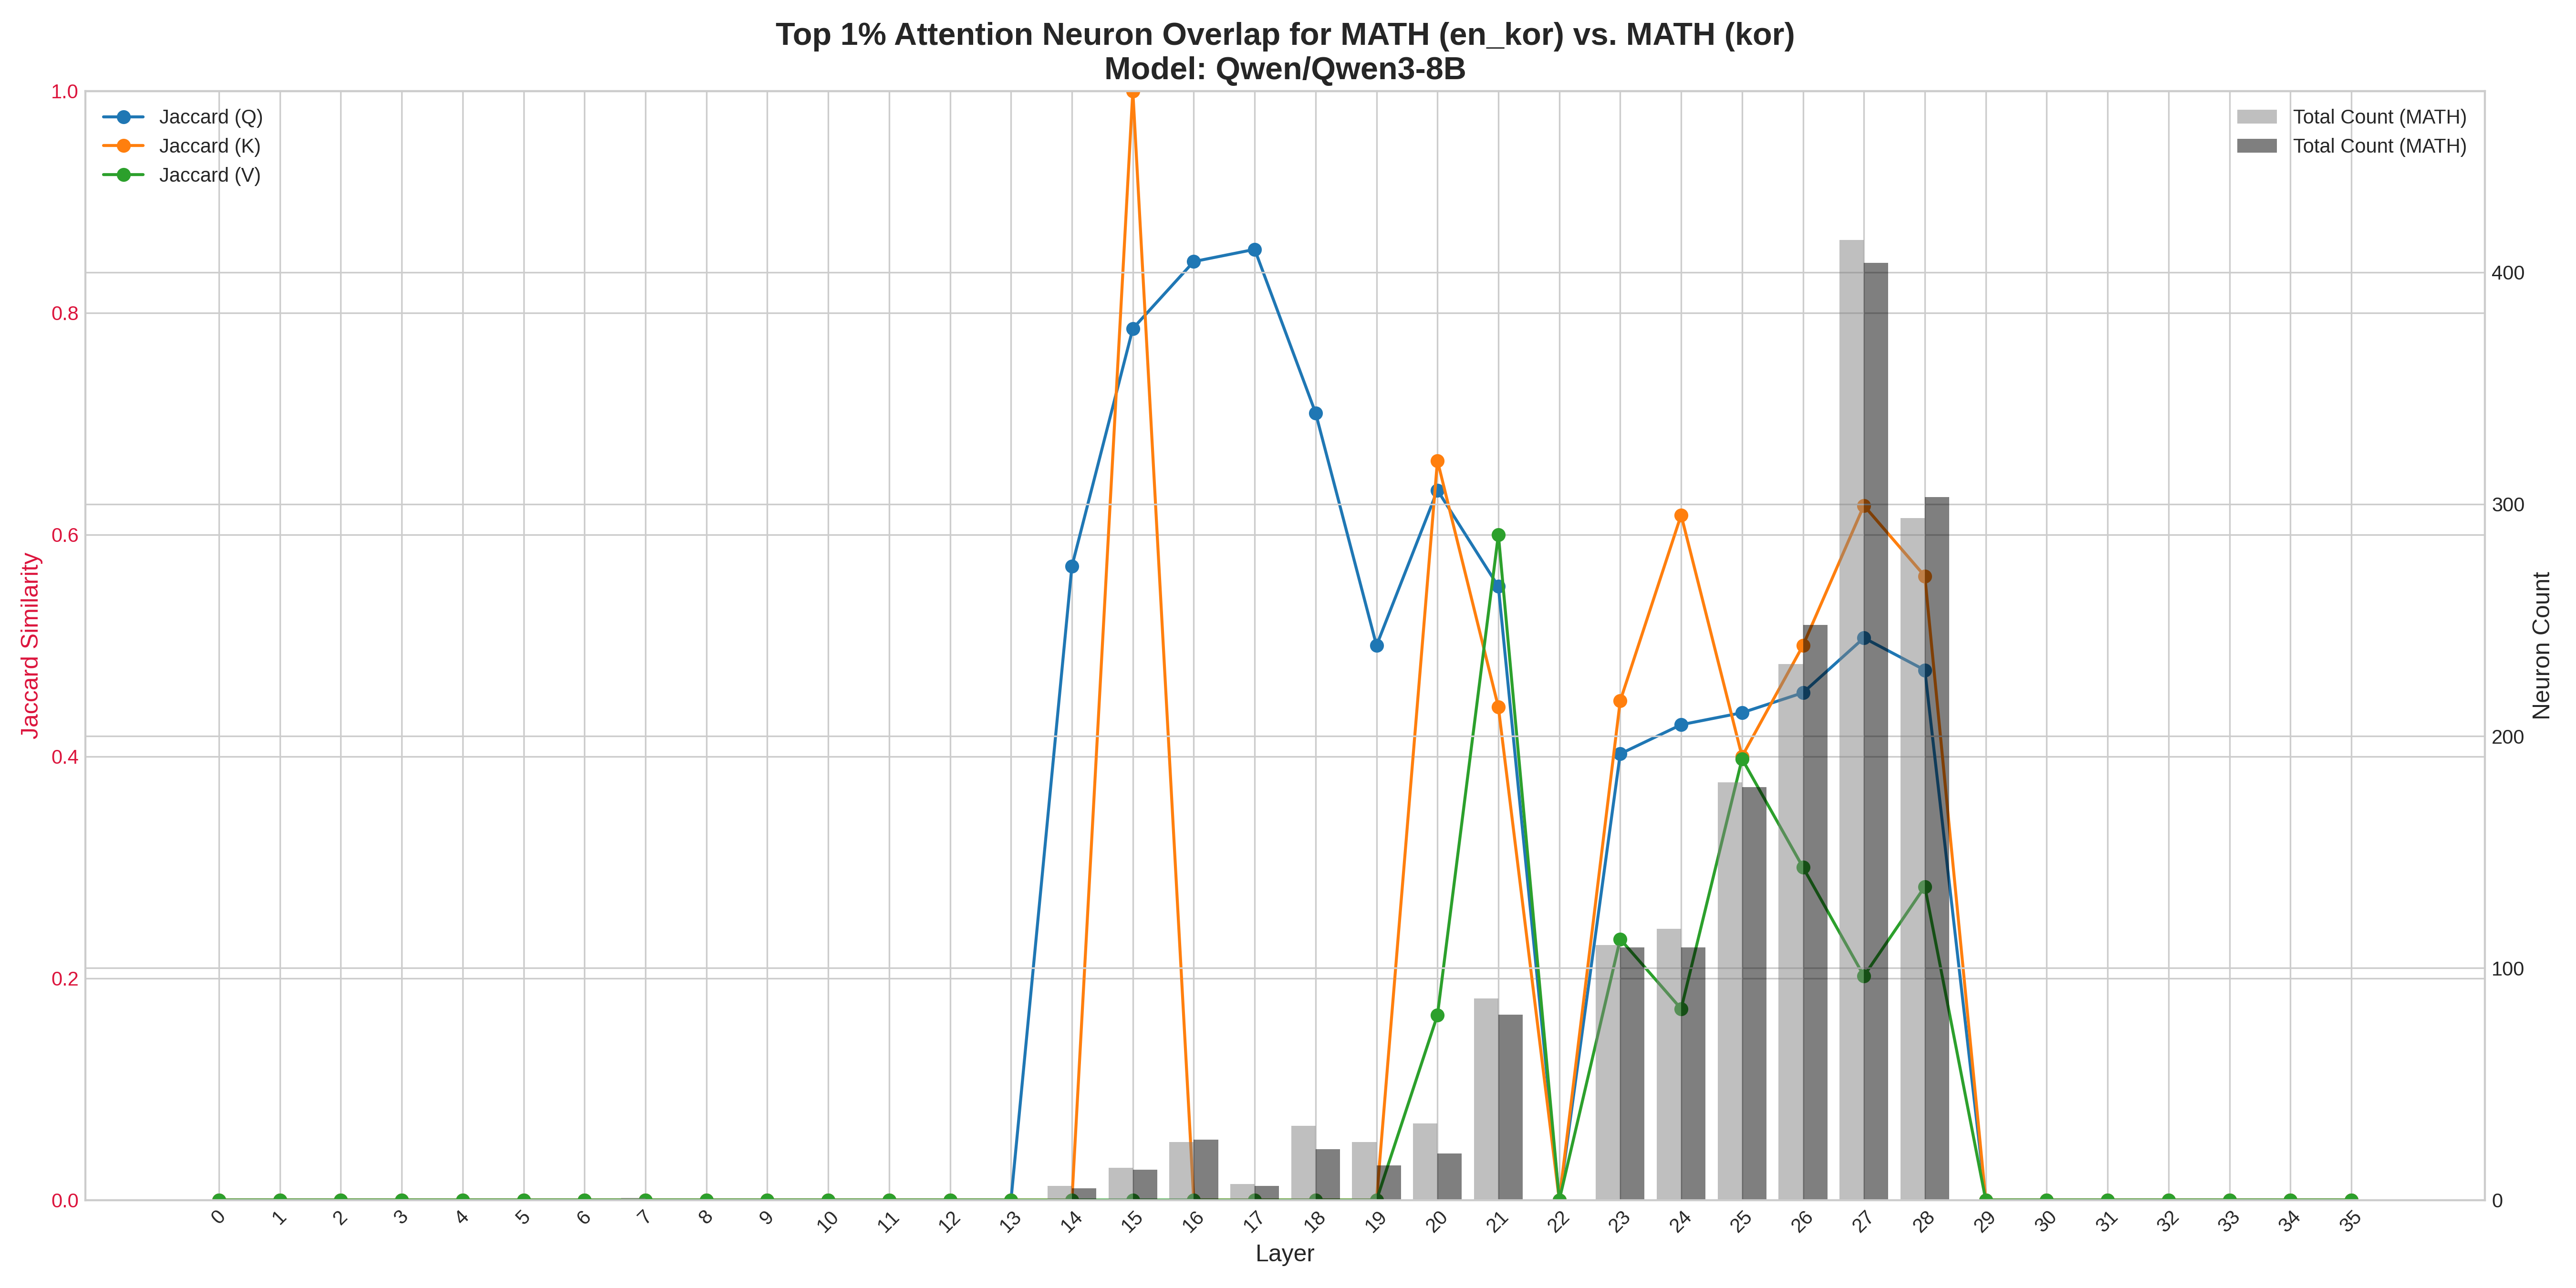 Top 1% Attention Neuron Overlap for MATH (en_kor) vs. MATH (kor)
Model: Qwen/Qwen3-8B
Jaccard (Q)
Jaccard (K)
Jaccard (V)
Total Count (MATH)
Total Count (MATH)
1.0
0.8
0.6
0.4
0.2
0.0
Jaccard Similarity
400
300
200
100
0
Neuron Count
0 1 2 3 4 5 6 7 8 9 10 11 12 13 14 15 16 17 18 19 20 21 22 23 24 25 26 27 28 29 30 31 32 33 34 35
Layer